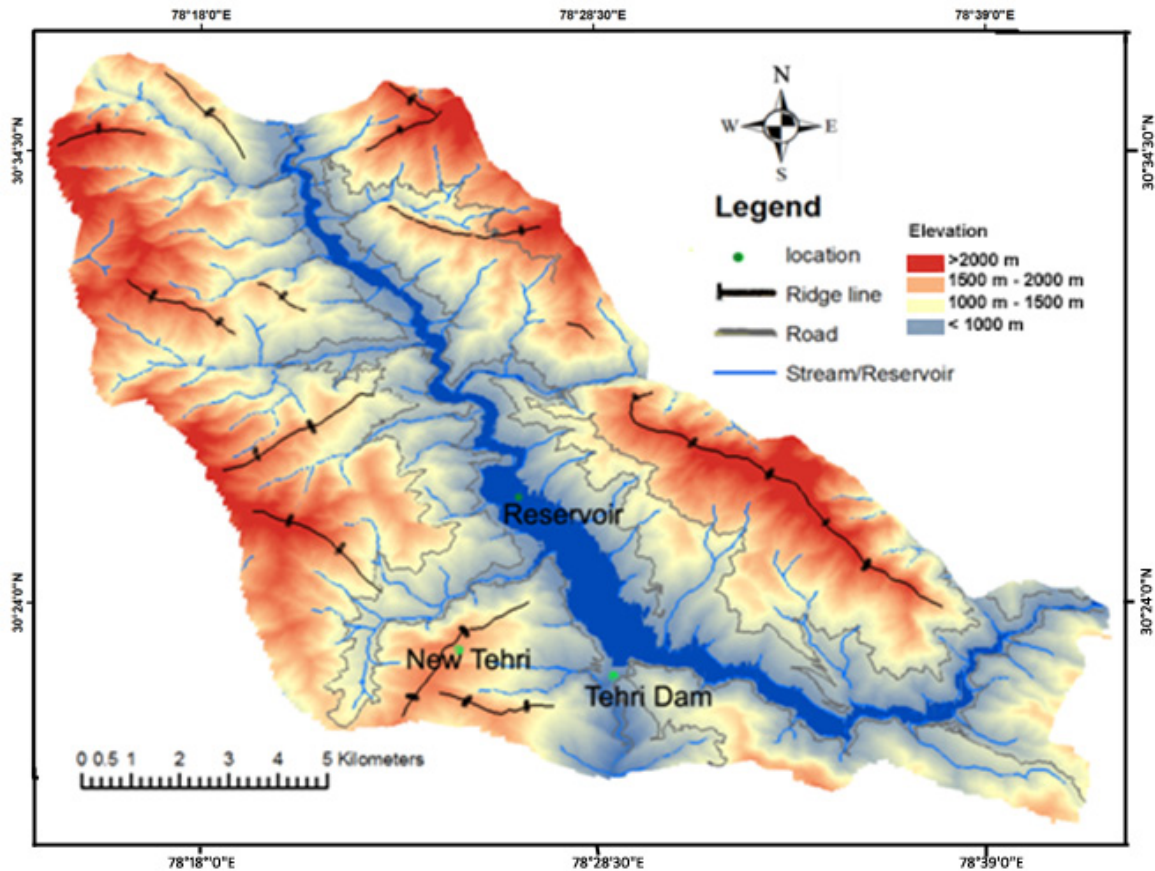 78°18'0"E 78°28'30"E 78°39'0"E
30°34'30"N
30°34'30"N
N
W E
S
Legend
location
Ridge line
Road
Stream/Reservoir
Elevation
>2000 m
1500 m - 2000 m
1000 m - 1500 m
< 1000 m
Reservoir
30°24'0"N
30°24'0"N
New Tehri
Tehri Dam
0 0.5 1 2 3 4 5 Kilometers
78°18''0"E 78°28'30"E 78°39'0"E